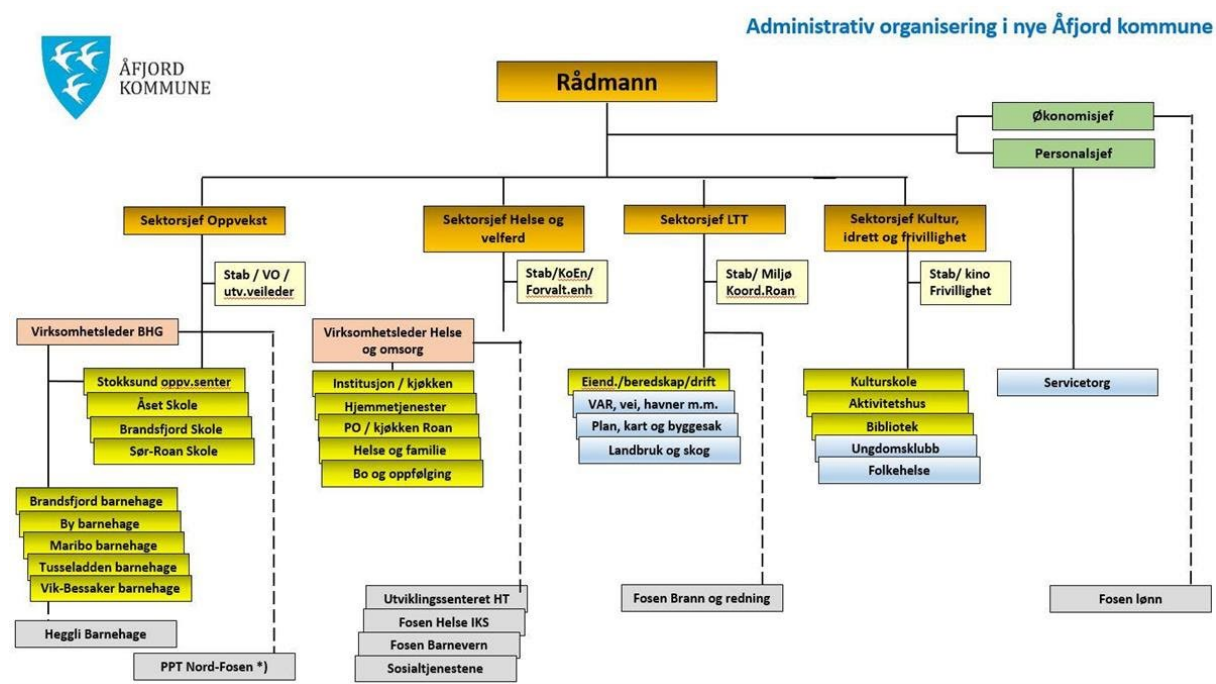 Administrativ organisering i nye Åfjord kommune
ÅFJORD
KOMMUNE
Rådmann
Økonomisjef
Personalsjef
Sektorsjef Oppvekst
Sektorsjef Helse og
velferd
Sektorsjef LTT
Sektorsjef Kultur,
idrett og frivillighet
Stab / VO /
utv.veileder
Stab/KoEn/
Forvalt.enh
Stab/ Miljø
Koord.Roan
Stab/ kino
Frivillighet
Virksomhetsleder BHG
Stokksund oppv.senter
Åset Skole
Brandsfjord Skole
Sør-Roan Skole
Brandsfjord barnehage
By barnehage
Maribo barnehage
Tusseladden barnehage
Vik-Bessaker barnehage
Heggli Barnehage
PPT Nord-Fosen *)
Virksomhetsleder Helse
og omsorg
Institusjon / kjøkken
Hjemmetjenester
PO / kjøkken Roan
Helse og familie
Bo og oppfølging
Utviklingssenteret HT
Fosen Helse IKS
Fosen Barnevern
Sosialtjenestene
Eiend./beredskap/drift
VAR, vei, havner m.m.
Plan, kart og byggesak
Landbruk og skog
Fosen Brann og redning
Kulturskole
Aktivitetshus
Bibliotek
Ungdomsklubb
Folkehelse
Servicetorg
Fosen lønn